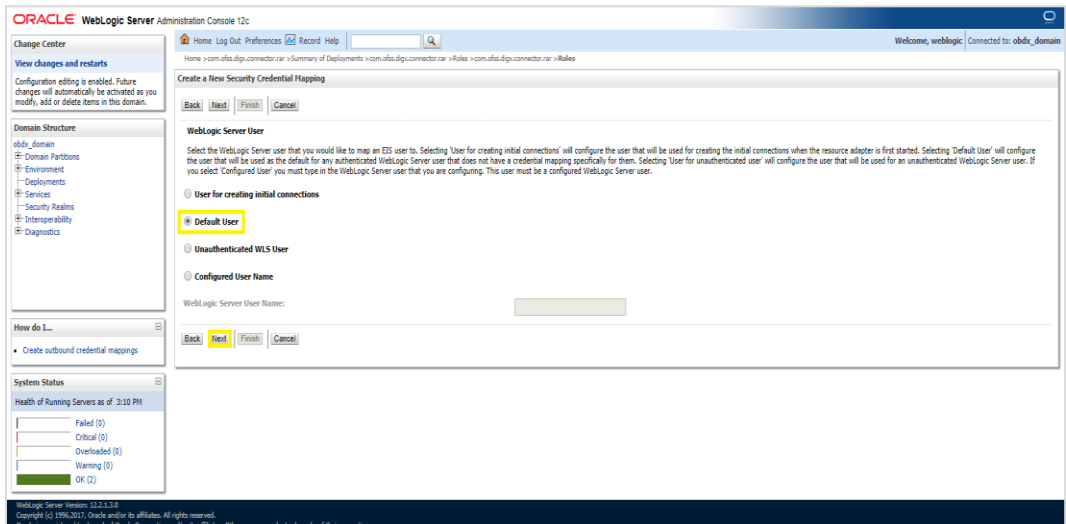 ORACLE WebLogic Server Administration Console 12c
Change Center
View changes and restarts
Configuration editing is enabled. Future
changes will automatically be activated as you
modify, add or delete items in this domain.
Domain Structure
obdx_domain
Domain Partitions
Environment
Deployments
Services
Security Realms
Interoperability
Diagnostics
How do I...
Create outbound credential mappings
System Status
Health of Running Servers as of 3:10 PM
Failed (0)
Critical (0)
Overloaded (0)
Warning (0)
OK (2)
Home Log Out Preferences Record Help
Welcome, weblogic Connected to: obdx_domain
Home >com.ofss.digx.connector.rar >Summary of Deployments >com.ofss.digx.connector.rar >Roles >com.ofss.digx.connector.rar >Roles
Create a New Security Credential Mapping
Back Next Finish Cancel
WebLogic Server User
Select the WebLogic Server user that you would like to map an EIS user to. Selecting 'User for creating initial connections' will configure the user that will be used for creating the initial connections when the resource adapter is first started. Selecting 'Default User' will configure
the user that will be used as the default for any authenticated WebLogic Server user that does not have a credential mapping specifically for them. Selecting 'User for unauthenticated user' will configure the user that will be used for an unauthenticated WebLogic Server user. If
you select 'Configured User' you must type in the WebLogic Server user that you are configuring. This user must be a configured WebLogic Server user.
User for creating initial connections
Default User
Unauthenticated WLS User
Configured User Name
WebLogic Server User Name:
Back Next Finish Cancel
WebLogic Server Version: 12.2.1.3.0
Copyright (c) 1996,2017, Oracle and/or its affiliates. All rights reserved.